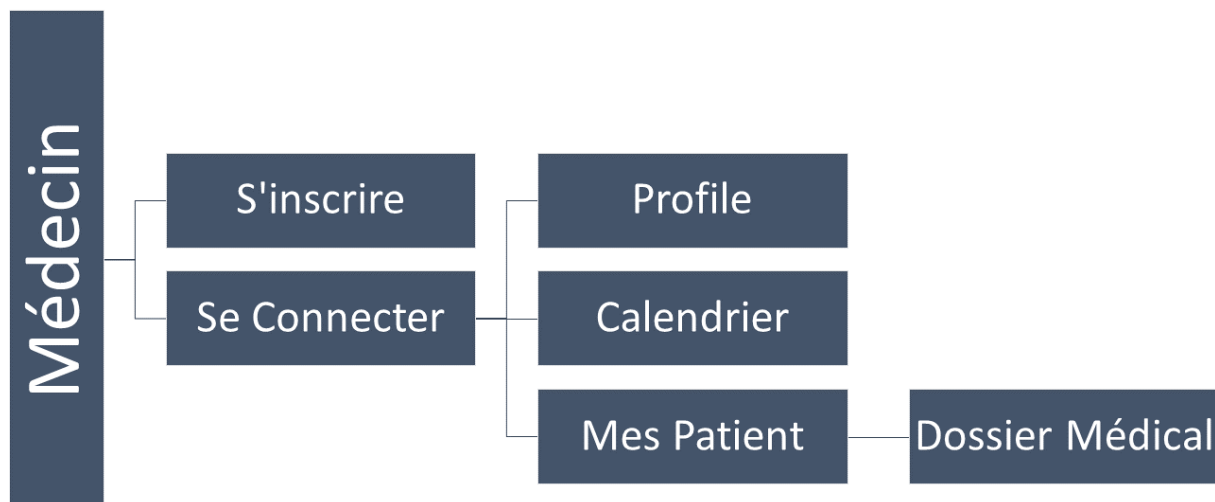 Médecin
S'inscrire
Profile
Se Connecter
Calendrier
Mes Patient
Dossier Médical